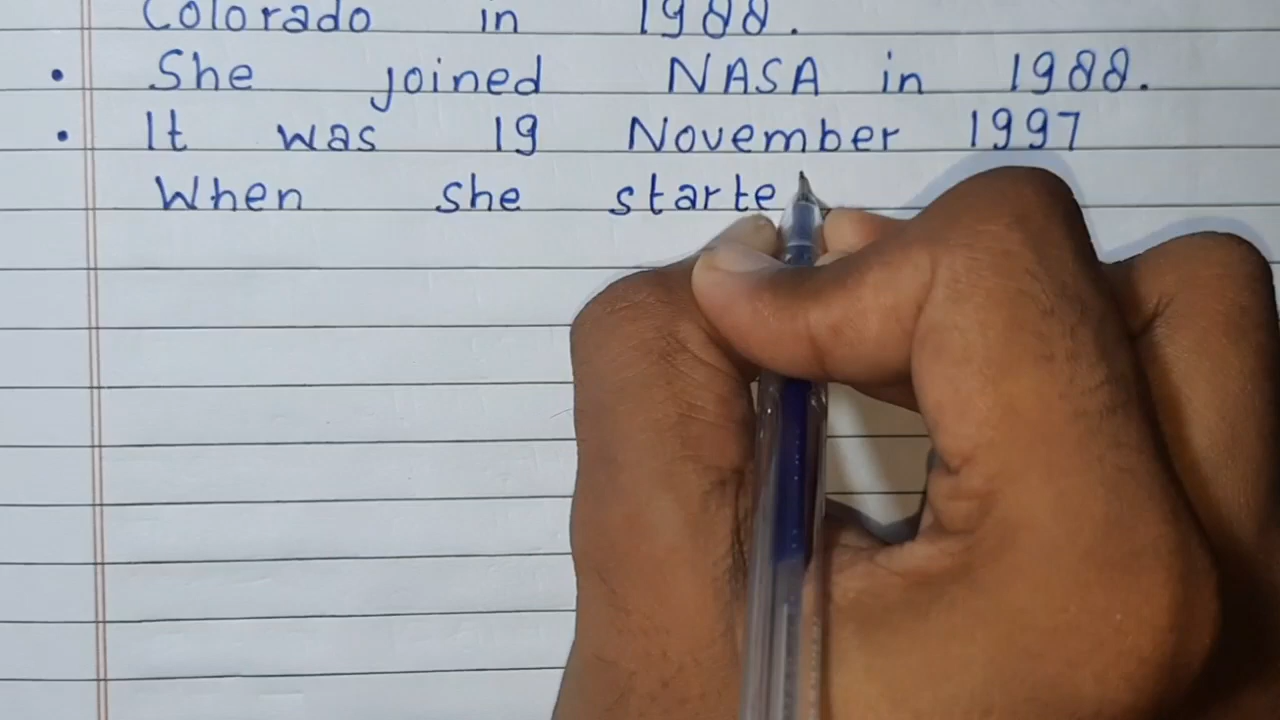 Colorado in 1988.
• She joined NASA in 1988.
• It was 19 November 1997
When she starte